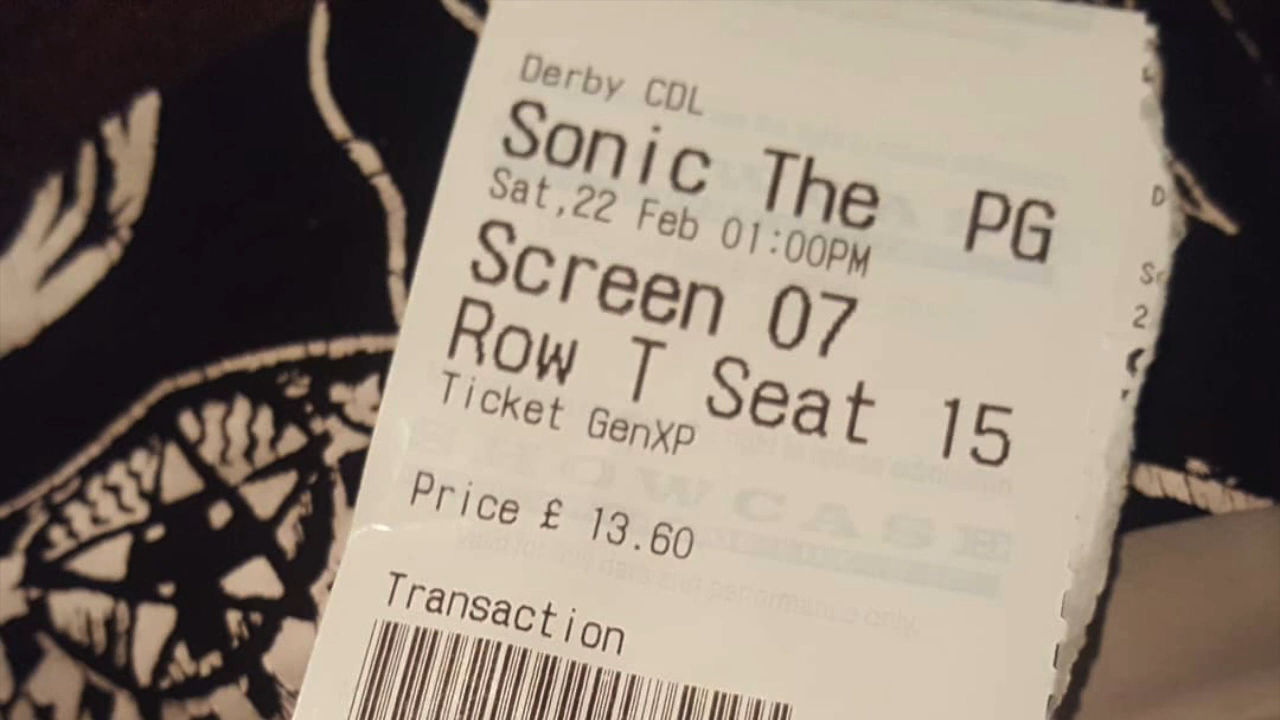 Derby CDL
Sonic The PG
Sat,22 Feb 01:00PM
Screen 07
Row T Seat 15
Ticket GenXP
Price £ 13.60
SHOWCASE
Transaction